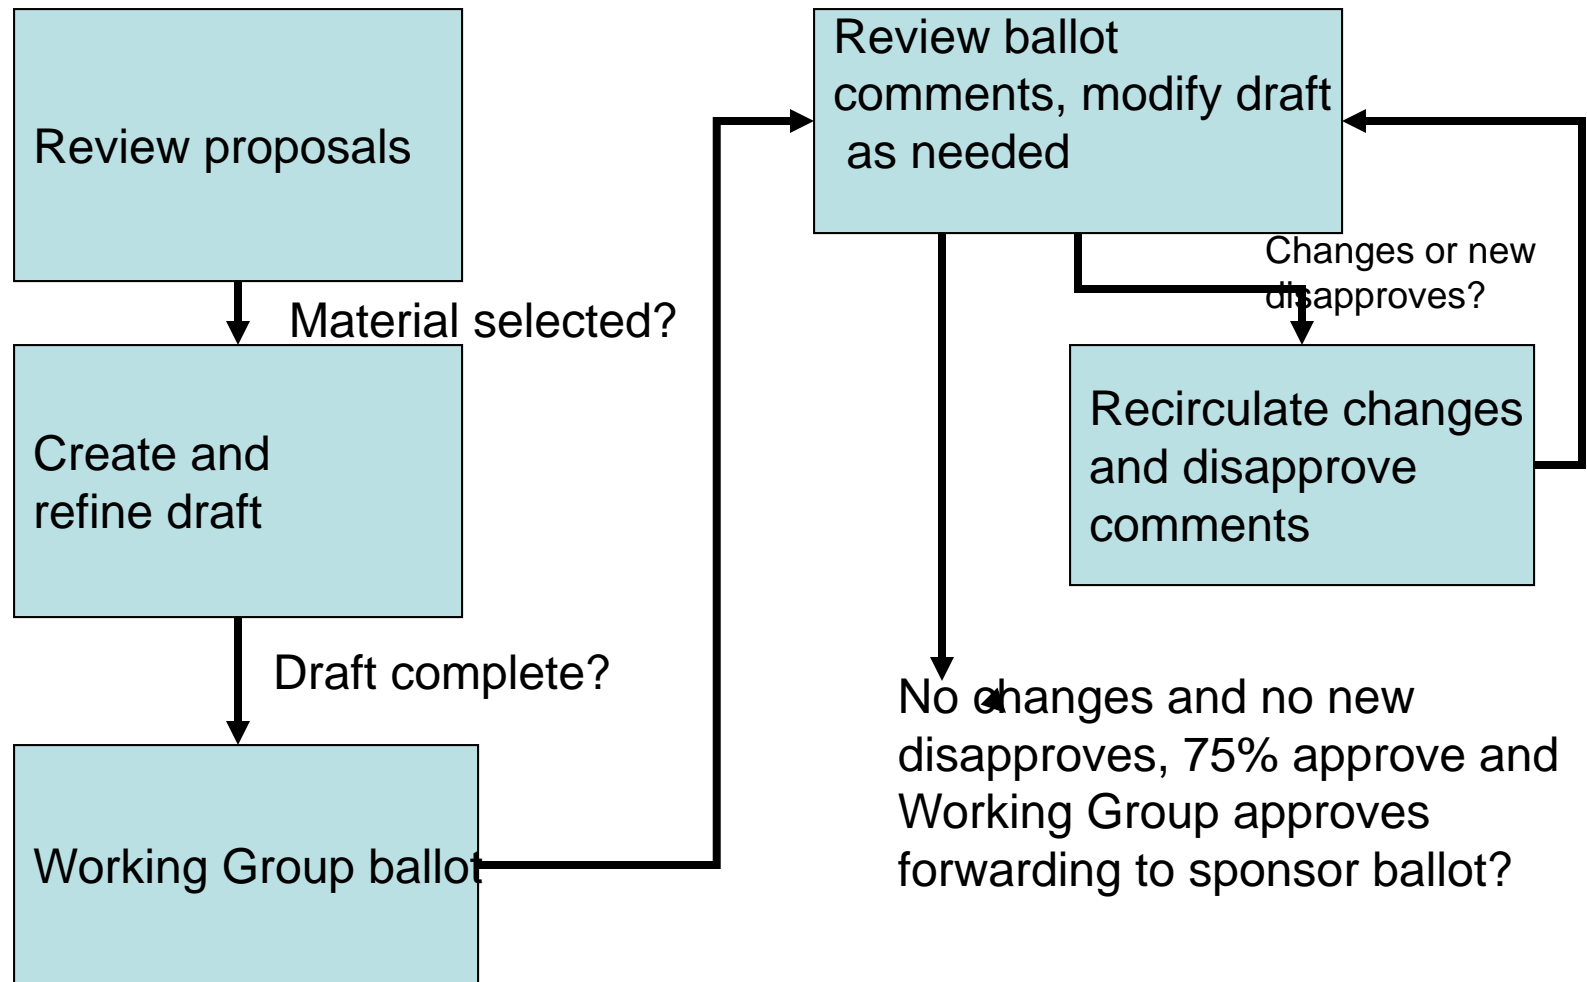 Review proposals
Material selected?
Create and
refine draft
Draft complete?
Working Group ballot
Review ballot
comments, modify draft
as needed
Changes or new
disapproves?
Recirculate changes
and disapprove
comments
No changes and no new
disapproves, 75% approve and
Working Group approves
forwarding to sponsor ballot?